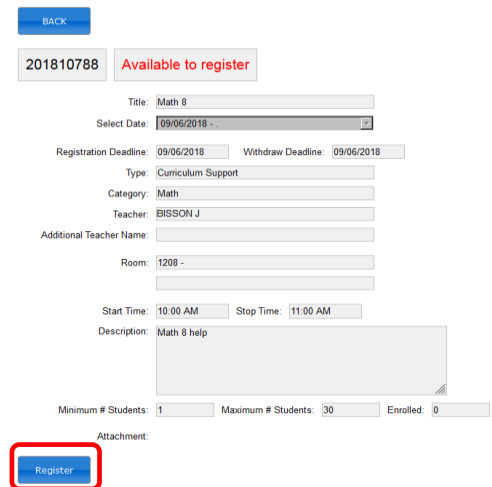 BACK
201810788 Available to register
Title: Math 8
Select Date: 09/06/2018 - .
Registration Deadline: 09/06/2018 Withdraw Deadline: 09/06/2018
Type: Curriculum Support
Category: Math
Teacher: BISSON J
Additional Teacher Name:
Room: 1208 -
Start Time: 10:00 AM Stop Time: 11:00 AM
Description: Math 8 help
Minimum # Students: 1 Maximum # Students: 30 Enrolled: 0
Attachment:
Register